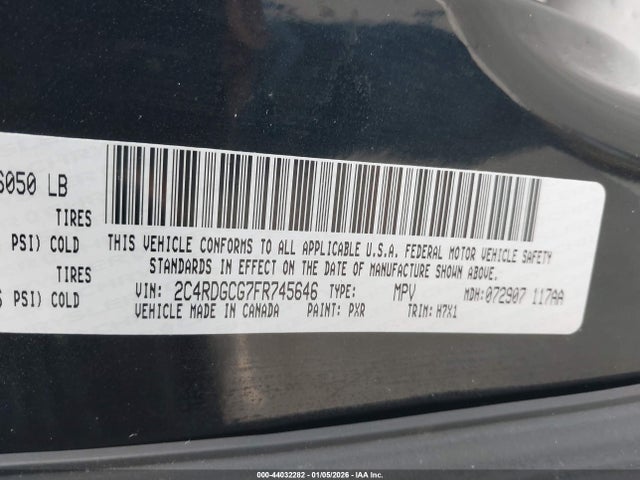 6050 LB
TIRES
PSI) COLD
TIRES
PSI) COLD
THIS VEHICLE CONFORMS TO ALL APPLICABLE U.S.A. FEDERAL MOTOR VEHICLE SAFETY
STANDARDS IN EFFECT ON THE DATE OF MANUFACTURE SHOWN ABOVE.
VIN: 2C4RDGCG7FR745646 TYPE: MPV MDH: 072907 117AA
VEHICLE MADE IN CANADA PAINT: PXR TRIM: H7X1
000-44032282 - 01/05/2026 - IAA Inc.